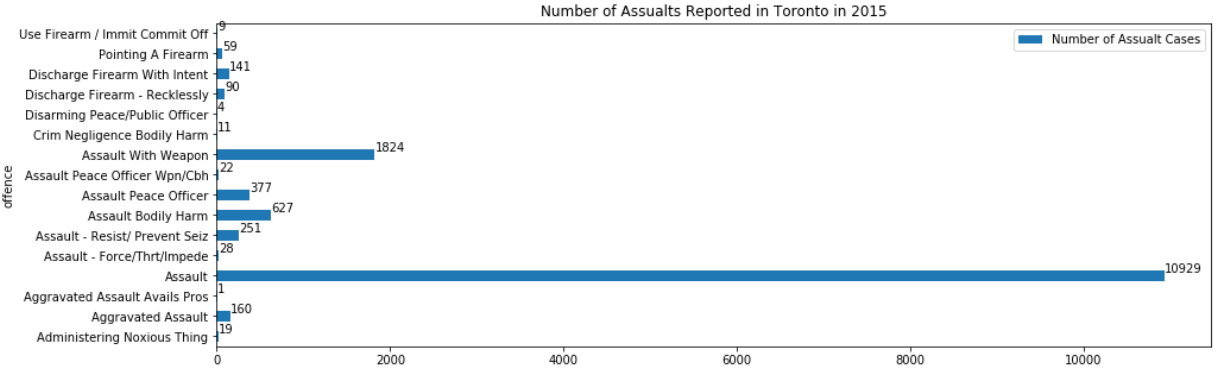 Number of Assualts Reported in Toronto in 2015
Number of Assualt Cases
offence
Use Firearm / Immit Commit Off 9
Pointing A Firearm 59
Discharge Firearm With Intent 141
Discharge Firearm - Recklessly 90
Disarming Peace/Public Officer 4
Crim Negligence Bodily Harm 11
Assault With Weapon 1824
Assault Peace Officer Wpn/Cbh 22
Assault Peace Officer 377
Assault Bodily Harm 627
Assault - Resist/ Prevent Seiz 251
Assault - Force/Thrt/Impede 28
Assault 10929
Aggravated Assault Avails Pros 1
Aggravated Assault 160
Administering Noxious Thing 19
0 2000 4000 6000 8000 10000